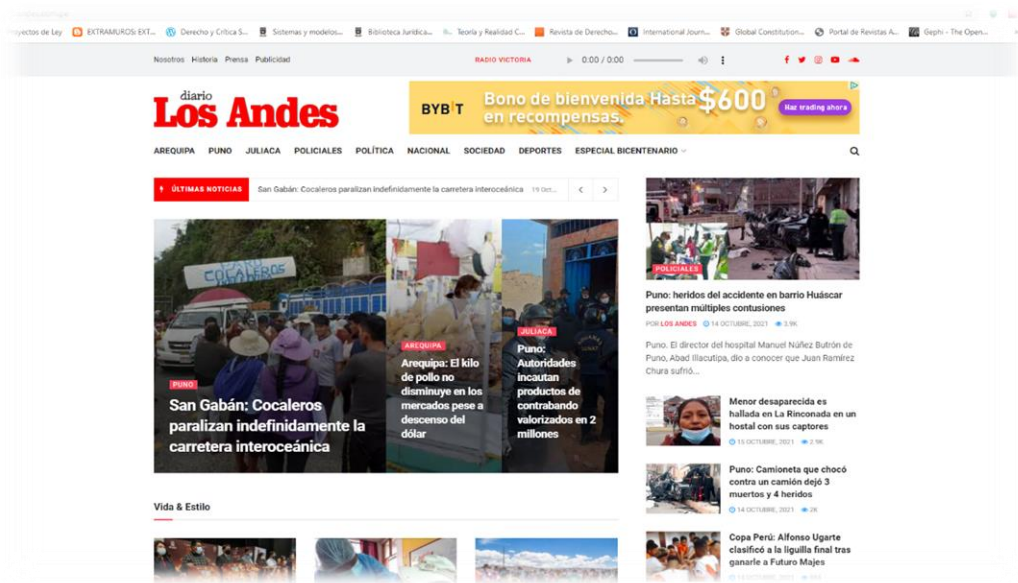 oyectos de Ley EXTRAMUROS: EXT... Derecho y Crítica S... Sistemas y modelos... Biblioteca Jurídica... Teoría y Realidad C... Revista de Derecho... International Journ... Global Constitution... Portal de Revistas A... Gephi - The Open...
Nosotros Historia Prensa Publicidad
RADIO VICTORIA 0:00 / 0:00
diario
Los Andes
BYBIT
Bono de bienvenida Hasta $600
en recompensas.
Haz trading ahora
AREQUIPA PUNO JULIACA POLICIALES POLÍTICA NACIONAL SOCIEDAD DEPORTES ESPECIAL BICENTENARIO
ÚLTIMAS NOTICIAS San Gabán: Cocaleros paralizan indefinidamente la carretera interoceánica 19 Oct...
COCALEROS
PUNO
San Gabán: Cocaleros
paralizan indefinidamente la
carretera interoceánica
AREQUIPA
Arequipa: El kilo
de pollo no
disminuye en los
mercados pese a
descenso del
dólar
JULIACA
Puno:
Autoridades
incautan
productos de
contrabando
valorizados en 2
millones
POLICIALES
Puno: heridos del accidente en barrio Huáscar
presentan múltiples contusiones
POR LOS ANDES 14 OCTUBRE, 2021 3.9K
Puno. El director del hospital Manuel Núñez Butrón de
Puno, Abad Illacutipa, dio a conocer que Juan Ramírez
Chura sufrió...
Menor desaparecida es
hallada en La Rinconada en un
hostal con sus captores
15 OCTUBRE, 2021 2.9K
Puno: Camioneta que chocó
contra un camión dejó 3
muertos y 4 heridos
14 OCTUBRE, 2021 2K
Copa Perú: Alfonso Ugarte
clasificó a la liguilla final tras
ganarle a Futuro Majes
Vida & Estilo